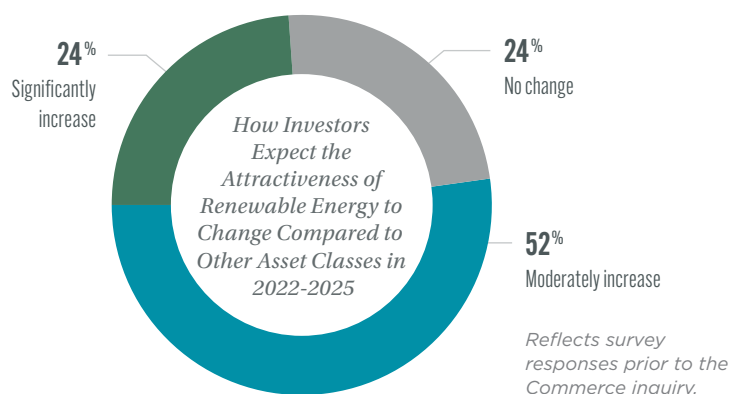 24%
Significantly
increase
24%
No change
How Investors
Expect the
Attractiveness of
Renewable Energy to
Change Compared to
Other Asset Classes in
2022-2025
52%
Moderately increase
Reflects survey
responses prior to the
Commerce inquiry.